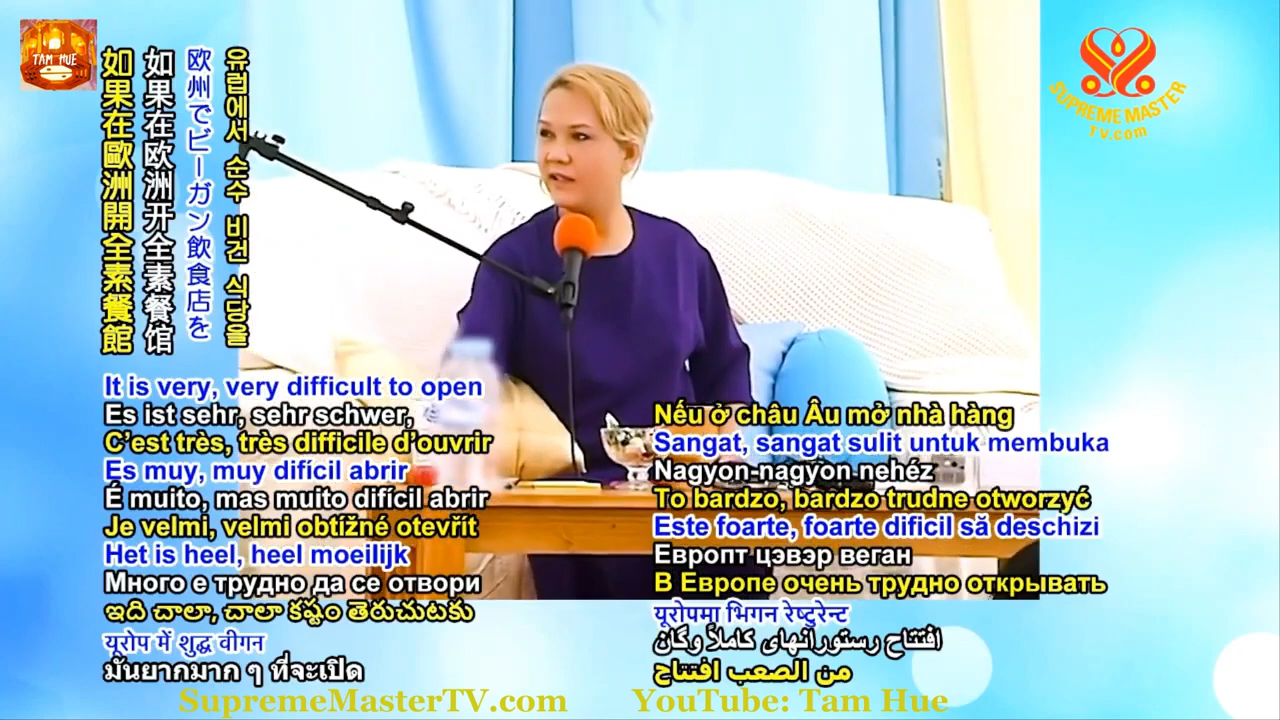 TAM HUE
SUPREME MASTER
TV.com
如果在歐洲開全素餐館
如果在欧洲开全素餐馆
欧州でビーガン飲食店を
유럽에서 순수 비건 식당을
It is very, very difficult to open
Es ist sehr, sehr schwer,
C'est très, très difficile d'ouvrir
Es muy, muy difícil abrir
É muito, mas muito difícil abrir
Je velmi, velmi obtížné otevřít
Het is heel, heel moeilijk
Много е трудно да се отвори
ఇది చాలా, చాలా కష్టం తెరుచుటకు
यूरोप में शुद्ध वीगन
มันยากมาก ๆ ที่จะเปิด
Nếu ở châu Âu mở nhà hàng
Sangat, sangat sulit untuk membuka
Nagyon-nagyon nehéz
To bardzo, bardzo trudne otworzyć
Este foarte, foarte dificil să deschizi
Европт цэвэр веган
В Европе очень трудно открывать
यूरोपमा भिगन रेष्टुरेन्ट
افتتاح رستورانهای کاملاً وگان
من الصعب افتتاح
SupremeMasterTV.com
YouTube: Tam Hue